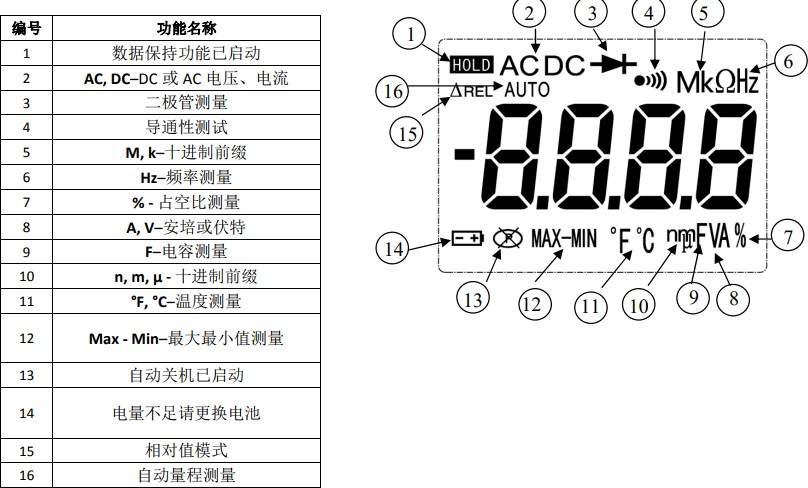 编号 功能名称
1 数据保持功能已启动
2 AC, DC–DC 或 AC 电压、电流
3 二极管测量
4 导通性测试
5 M, k–十进制前缀
6 Hz–频率测量
7 % - 占空比测量
8 A, V–安培或伏特
9 F–电容测量
10 n, m, μ - 十进制前缀
11 °F, °C–温度测量
12 Max - Min–最大最小值测量
13 自动关机已启动
14 电量不足请更换电池
15 相对值模式
16 自动量程测量
1 2 3 4 5 6
HOLD AC DC MkΩHz
16 ΔREL AUTO
15
-8.8.8.8
14 MAX-MIN °F °C nmµFVA% 7
13 12 11 10 9 8